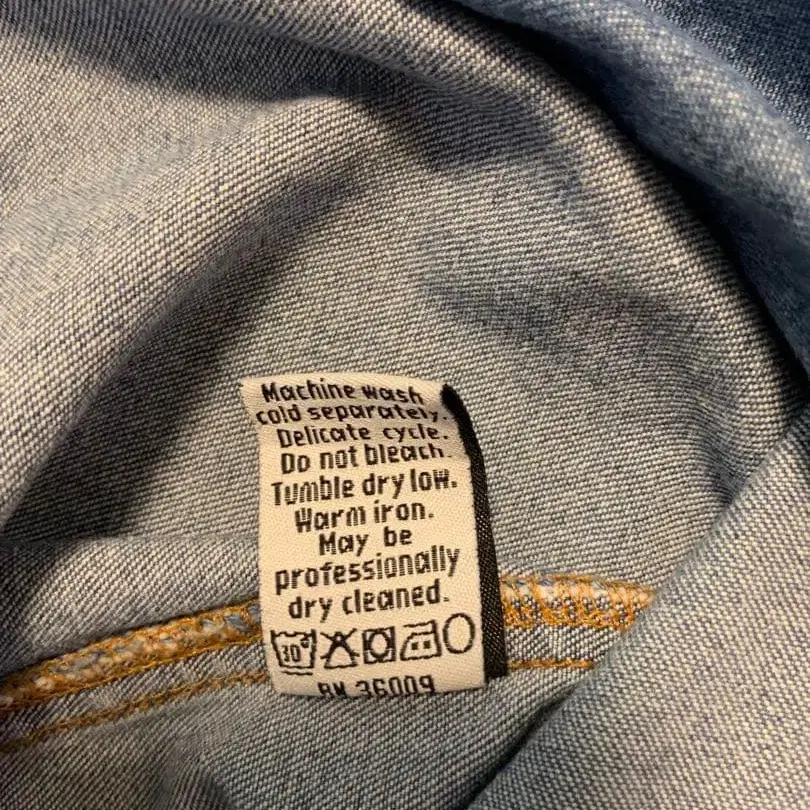 Machine wash
cold separately.
Delicate cycle.
Do not bleach.
Tumble dry low.
Warm iron.
May be
professionally
dry cleaned.
30°
36009